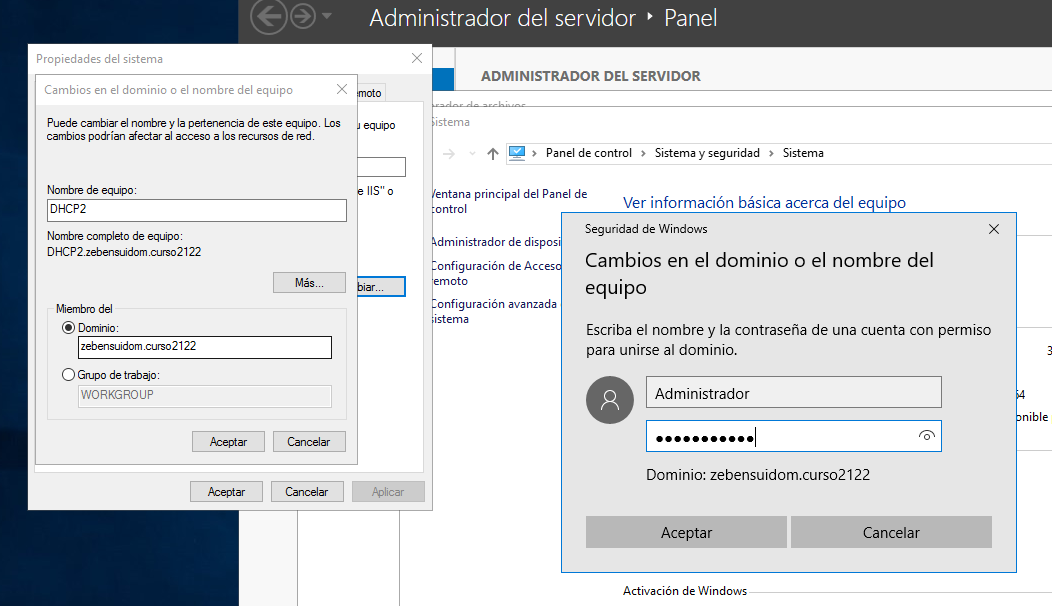 Administrador del servidor ‣ Panel
Propiedades del sistema
ADMINISTRADOR DEL SERVIDOR
Cambios en el dominio o el nombre del equipo
emoto
rador de archivos
Sistema
Puede cambiar el nombre y la pertenencia de este equipo. Los
cambios podrían afectar al acceso a los recursos de red.
u equipo
Panel de control > Sistema y seguridad > Sistema
Nombre de equipo:
DHCP2
e IIS" o
Ventana principal del Panel de
control
Ver información básica acerca del equipo
Nombre completo de equipo:
DHCP2.zebensuidom.curso2122
Administrador de disposi
Configuración de Acceso
remoto
Configuración avanzada
sistema
Más...
biar...
Miembro del
Dominio:
zebensuidom.curso2122
Grupo de trabajo:
WORKGROUP
Aceptar
Cancelar
Aceptar
Cancelar
Aplicar
Seguridad de Windows
Cambios en el dominio o el nombre del
equipo
Escriba el nombre y la contraseña de una cuenta con permiso
para unirse al dominio.
Administrador
●●●●●●●●●●●
Dominio: zebensuidom.curso2122
Aceptar
Cancelar
3
64
onible
Activación de Windows